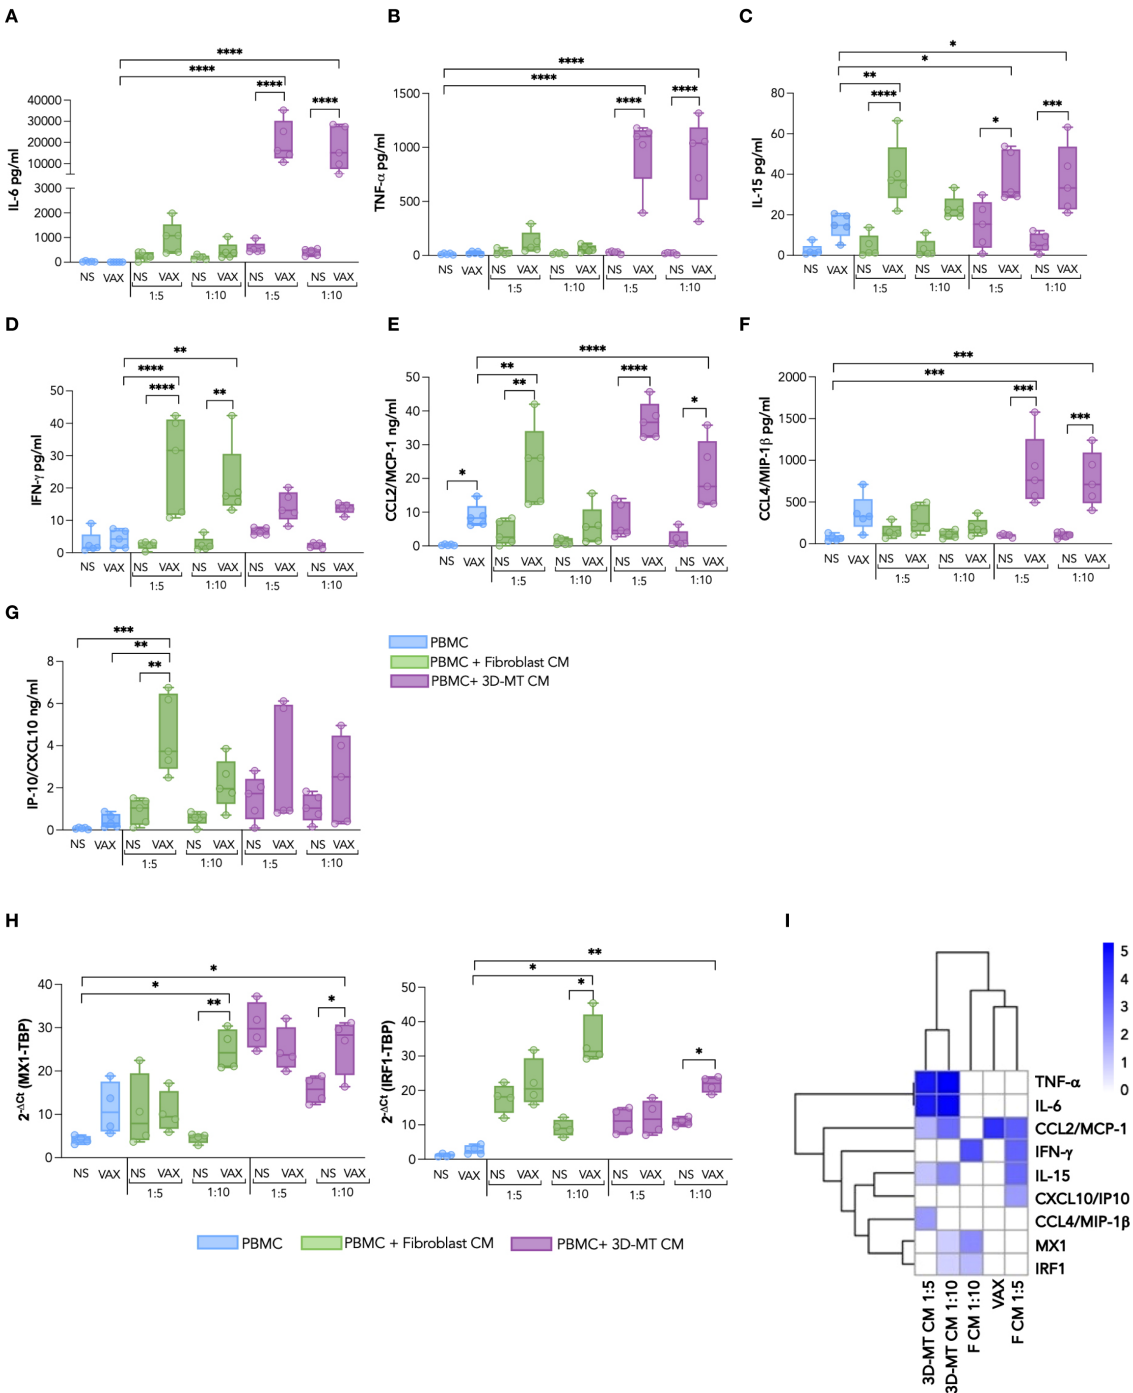 A
B
C
****
****
****
****
IL-6 pg/ml
40000
30000
20000
10000
3000
2000
1000
0
NS VAX NS VAX NS VAX NS VAX NS VAX
1:5 1:10 1:5 1:10
****
****
****
****
TNF-α pg/ml
1500
1000
500
0
NS VAX NS VAX NS VAX NS VAX NS VAX
1:5 1:10 1:5 1:10
*
*
**
****
*
***
IL-15 pg/ml
80
60
40
20
0
NS VAX NS VAX NS VAX NS VAX NS VAX
1:5 1:10 1:5 1:10
D
E
F
**
****
****
**
IFN-γ pg/ml
50
40
30
20
10
0
NS VAX NS VAX NS VAX NS VAX NS VAX
1:5 1:10 1:5 1:10
****
**
**
****
*
*
CCL2/MCP-1 ng/ml
50
40
30
20
10
0
NS VAX NS VAX NS VAX NS VAX NS VAX
1:5 1:10 1:5 1:10
***
***
***
***
CCL4/MIP-1β pg/ml
2000
1500
1000
500
0
NS VAX NS VAX NS VAX NS VAX NS VAX
1:5 1:10 1:5 1:10
G
***
**
**
IP-10/CXCL10 ng/ml
8
6
4
2
0
NS VAX NS VAX NS VAX NS VAX NS VAX
1:5 1:10 1:5 1:10
PBMC
PBMC + Fibroblast CM
PBMC+ 3D-MT CM
H
*
*
**
*
2-ΔCt (MX1-TBP)
40
30
20
10
0
NS VAX NS VAX NS VAX NS VAX NS VAX
1:5 1:10 1:5 1:10
**
*
*
*
2-ΔCt (IRF1-TBP)
50
40
30
20
10
0
NS VAX NS VAX NS VAX NS VAX NS VAX
1:5 1:10 1:5 1:10
PBMC PBMC + Fibroblast CM PBMC+ 3D-MT CM
I
5
4
3
2
1
0
TNF-α
IL-6
CCL2/MCP-1
IFN-γ
IL-15
CXCL10/IP10
CCL4/MIP-1β
MX1
IRF1
3D-MT CM 1:5
3D-MT CM 1:10
F CM 1:10
VAX
F CM 1:5